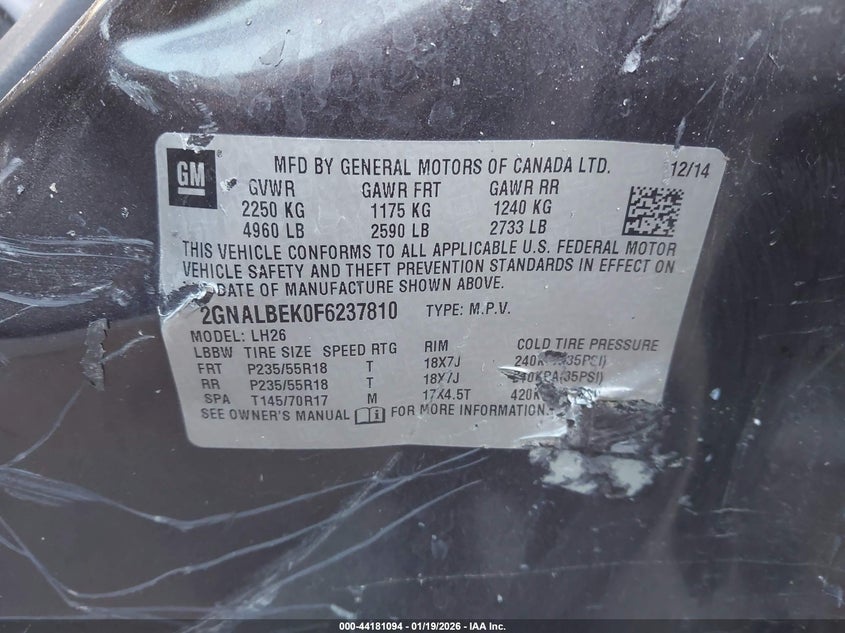 GM
MFD BY GENERAL MOTORS OF CANADA LTD. 12/14
GVWR GAWR FRT GAWR RR
2250 KG 1175 KG 1240 KG
4960 LB 2590 LB 2733 LB
THIS VEHICLE CONFORMS TO ALL APPLICABLE U.S. FEDERAL MOTOR
VEHICLE SAFETY AND THEFT PREVENTION STANDARDS IN EFFECT ON
DATE OF MANUFACTURE SHOWN ABOVE.
2GNALBEK0F6237810 TYPE: M.P.V.
MODEL: LH26
LBBW TIRE SIZE SPEED RTG RIM COLD TIRE PRESSURE
FRT P235/55R18 T 18X7J 240KPA(35PSI)
RR P235/55R18 T 18X7J 240KPA(35PSI)
SPA T145/70R17 M 17X4.5T
SEE OWNER'S MANUAL FOR MORE INFORMATION.
000-44181094 - 01/19/2026 - IAA Inc.